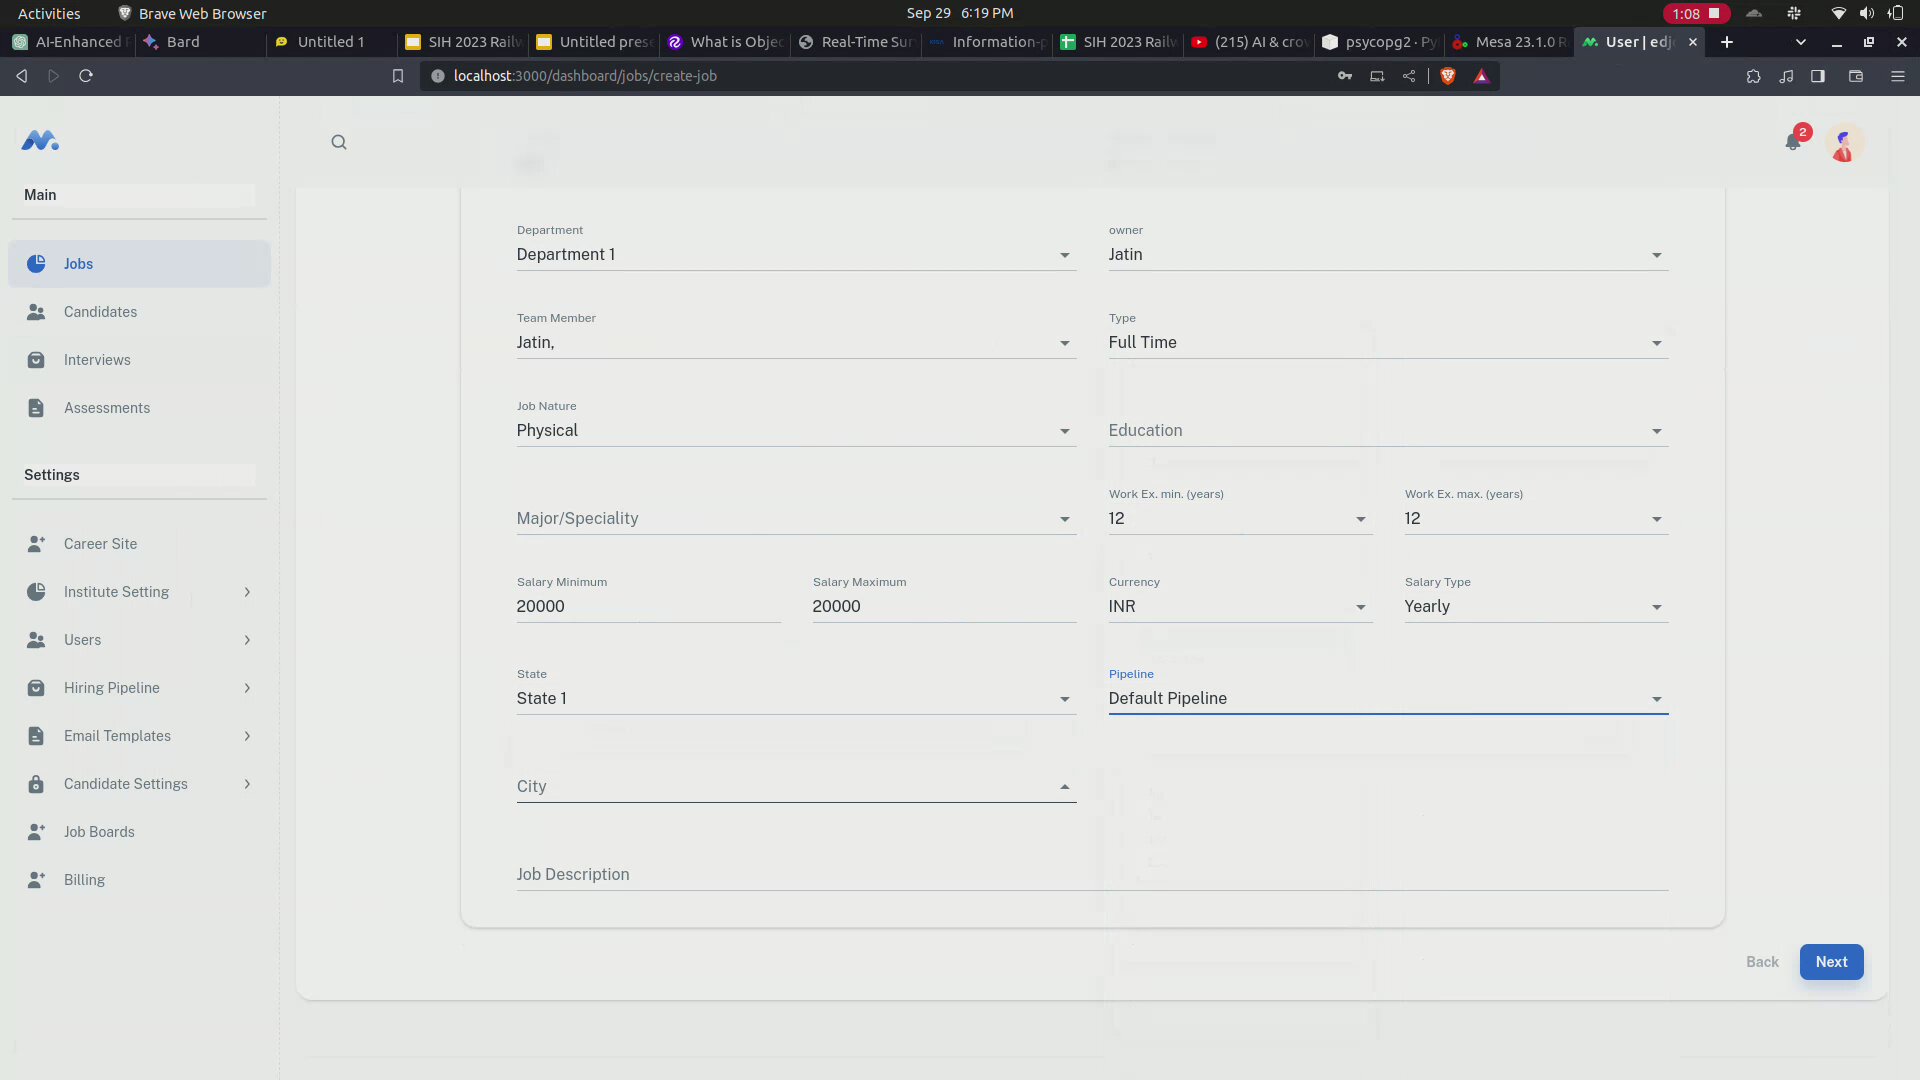 Activities Brave Web Browser Sep 29 6:19 PM 1:08
AI-Enhanced Bard Untitled 1 SIH 2023 Railw Untitled prese What is Objec Real-Time Sur Information-p SIH 2023 Railw (215) AI & crow psycopg2 · Py Mesa 23.1.0 R User | edj
localhost:3000/dashboard/jobs/create-job
2
Main
Jobs
Candidates
Interviews
Assessments
Settings
Career Site
Institute Setting
Users
Hiring Pipeline
Email Templates
Candidate Settings
Job Boards
Billing
Department owner
Department 1 Jatin
Team Member Type
Jatin, Full Time
Job Nature
Physical Education
Work Ex. min. (years) Work Ex. max. (years)
Major/Speciality 12 12
Salary Minimum Salary Maximum Currency Salary Type
20000 20000 INR Yearly
State Pipeline
State 1 Default Pipeline
City
Job Description
Back Next